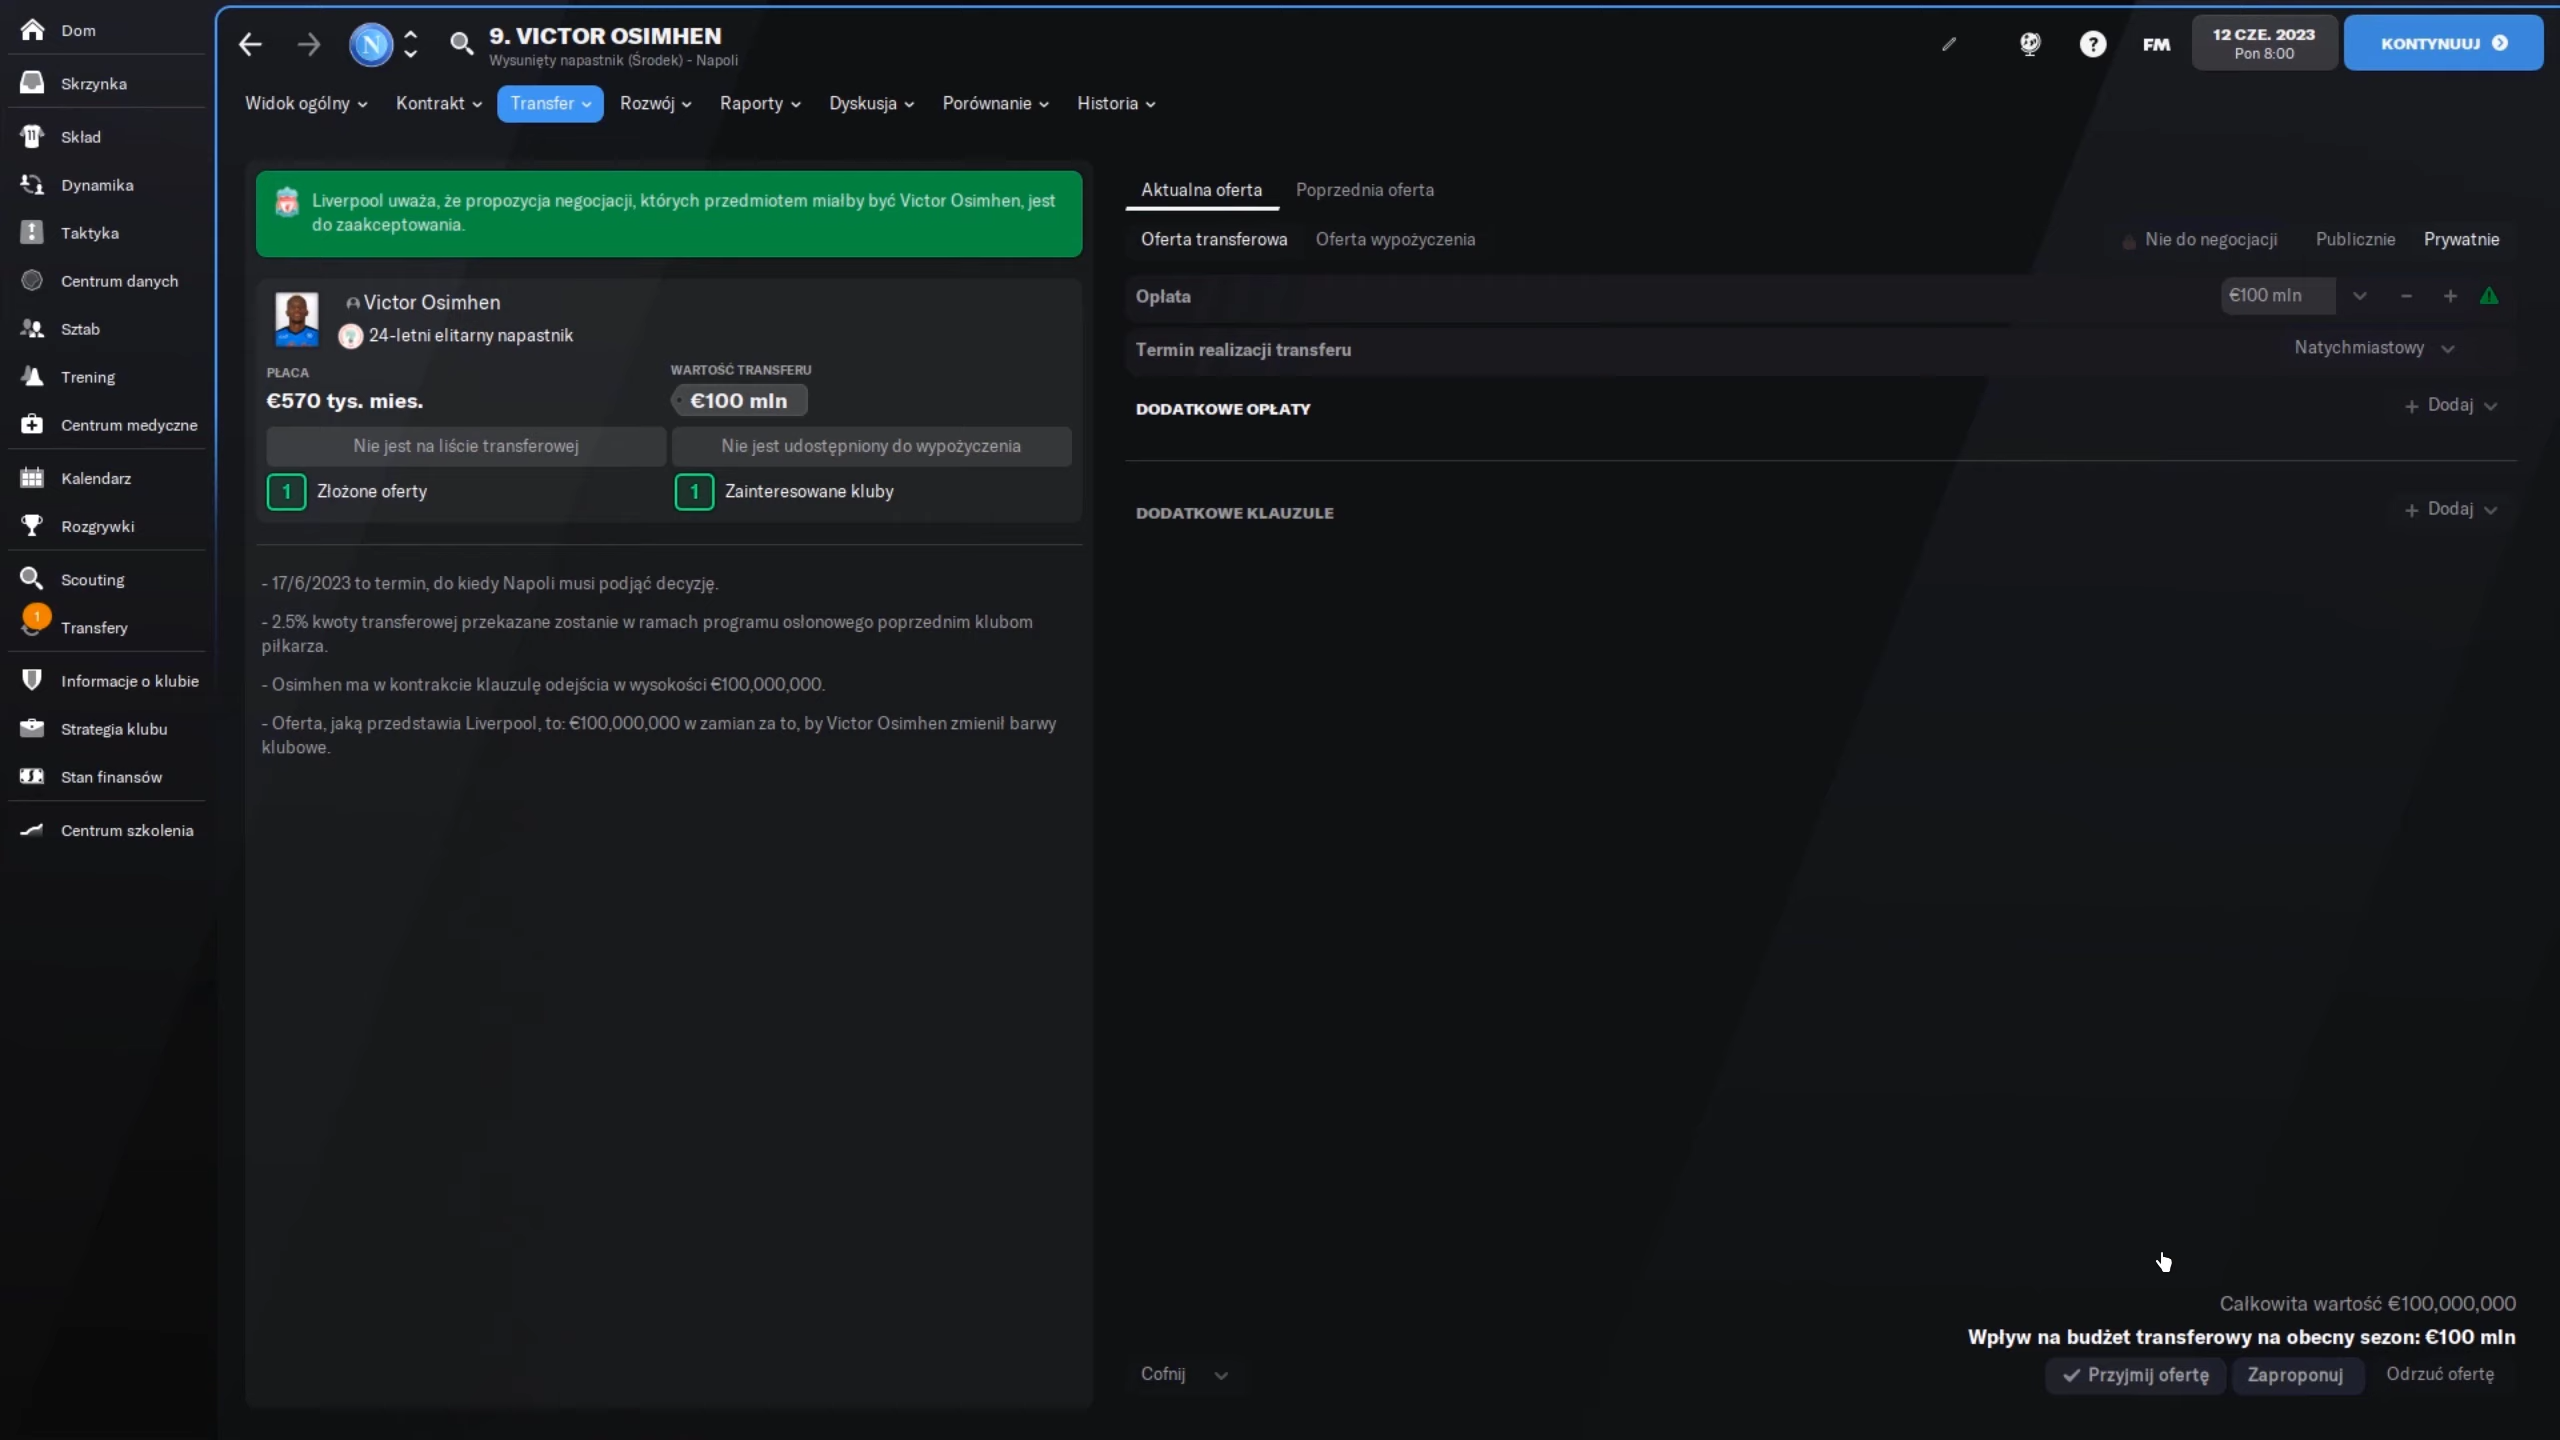 Dom
Skrzynka
Skład
Dynamika
Taktyka
Centrum danych
Sztab
Trening
Centrum medyczne
Kalendarz
Rozgrywki
Scouting
1
Transfery
Informacje o klubie
Strategia klubu
Stan finansów
Centrum szkolenia
N
9. VICTOR OSIMHEN
Wysunięty napastnik (Środek) - Napoli
?
FM
12 CZE. 2023
Pon 8:00
KONTYNUUJ
Widok ogólny
Kontrakt
Transfer
Rozwój
Raporty
Dyskusja
Porównanie
Historia
Liverpool uważa, że propozycja negocjacji, których przedmiotem miałby być Victor Osimhen, jest
do zaakceptowania.
Victor Osimhen
24-letni elitarny napastnik
PŁACA
€570 tys. mies.
WARTOŚĆ TRANSFERU
€100 mln
Nie jest na liście transferowej
Nie jest udostępniony do wypożyczenia
1 Złożone oferty
1 Zainteresowane kluby
- 17/6/2023 to termin, do kiedy Napoli musi podjąć decyzję.
- 2.5% kwoty transferowej przekazane zostanie w ramach programu osłonowego poprzednim klubom
piłkarza.
- Osimhen ma w kontrakcie klauzulę odejścia w wysokości €100,000,000.
- Oferta, jaką przedstawia Liverpool, to: €100,000,000 w zamian za to, by Victor Osimhen zmienił barwy
klubowe.
Aktualna oferta
Poprzednia oferta
Oferta transferowa
Oferta wypożyczenia
Nie do negocjacji
Publicznie
Prywatnie
Opłata
€100 mln
Termin realizacji transferu
Natychmiastowy
DODATKOWE OPŁATY
+ Dodaj
DODATKOWE KLAUZULE
+ Dodaj
Całkowita wartość €100,000,000
Wpływ na budżet transferowy na obecny sezon: €100 mln
Cofnij
Przyjmij ofertę
Zaproponuj
Odrzuć ofertę